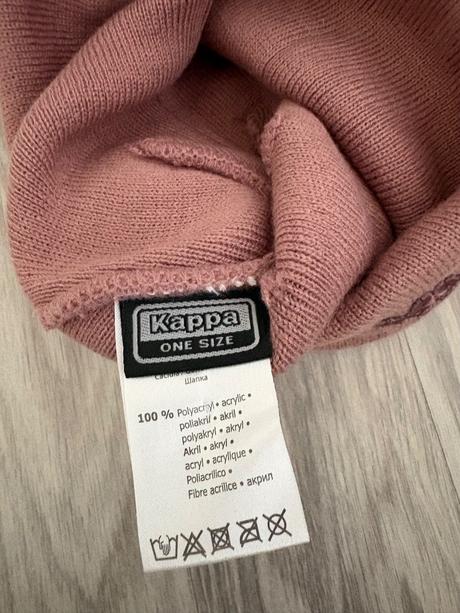 Kappa
ONE SIZE
Шапка
100 % Polyacryl • acrylic •
poliakril • akril •
polyakryl • akryl •
Akril • akryl •
acryl • acrylique •
Poliacrilico •
Fibre acrilice • акрил